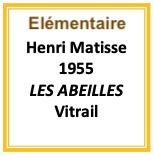 Elémentaire
Henri Matisse
1955
LES ABEILLES
Vitrail